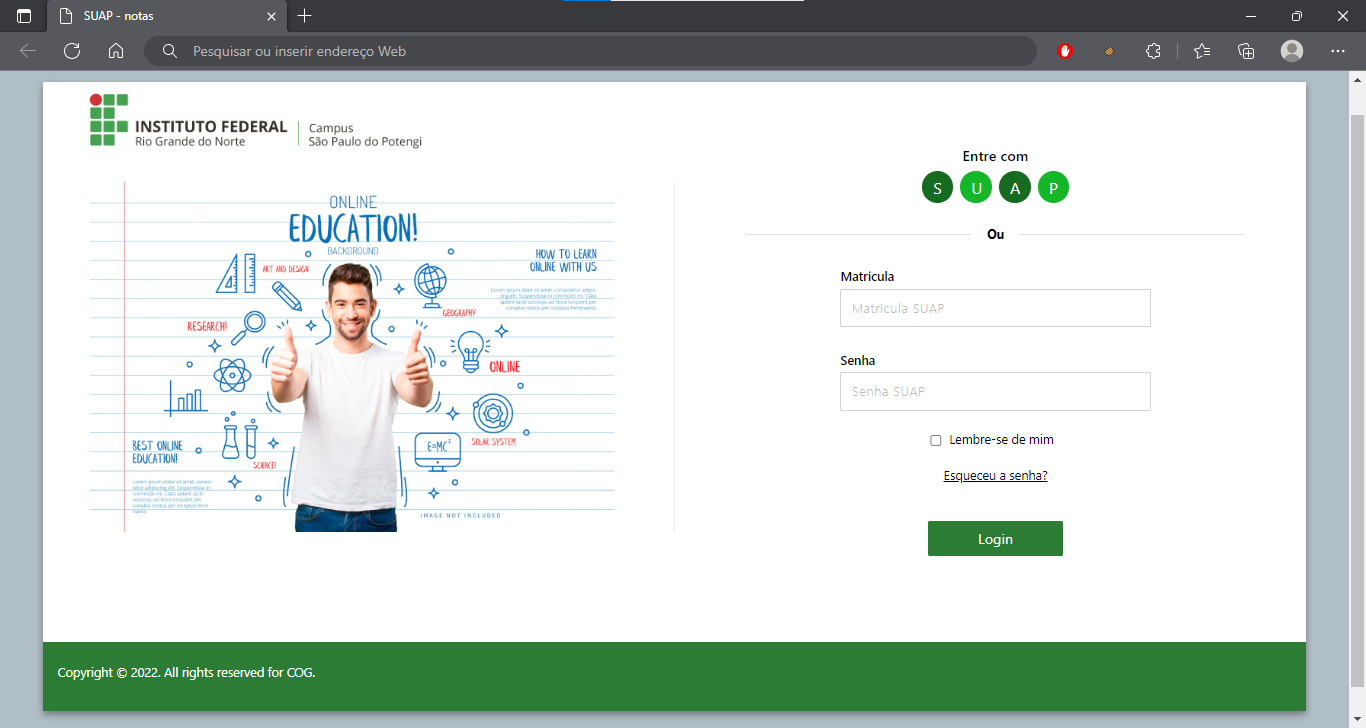 SUAP - notas
Pesquisar ou inserir endereço Web
INSTITUTO FEDERAL
Rio Grande do Norte
Campus
São Paulo do Potengi
ONLINE
EDUCATION!
BACKGROUND
HOW TO LEARN
ONLINE WITH US
ART AND DESIGN
GEOGRAPHY
RESEARCH!
ONLINE
SOLAR SYSTEM
E=MC²
BEST ONLINE
EDUCATION!
SCIENCE!
IMAGE NOT INCLUDED
Entre com
S U A P
Ou
Matricula
Matricula SUAP
Senha
Senha SUAP
Lembre-se de mim
Esqueceu a senha?
Login
Copyright © 2022. All rights reserved for COG.